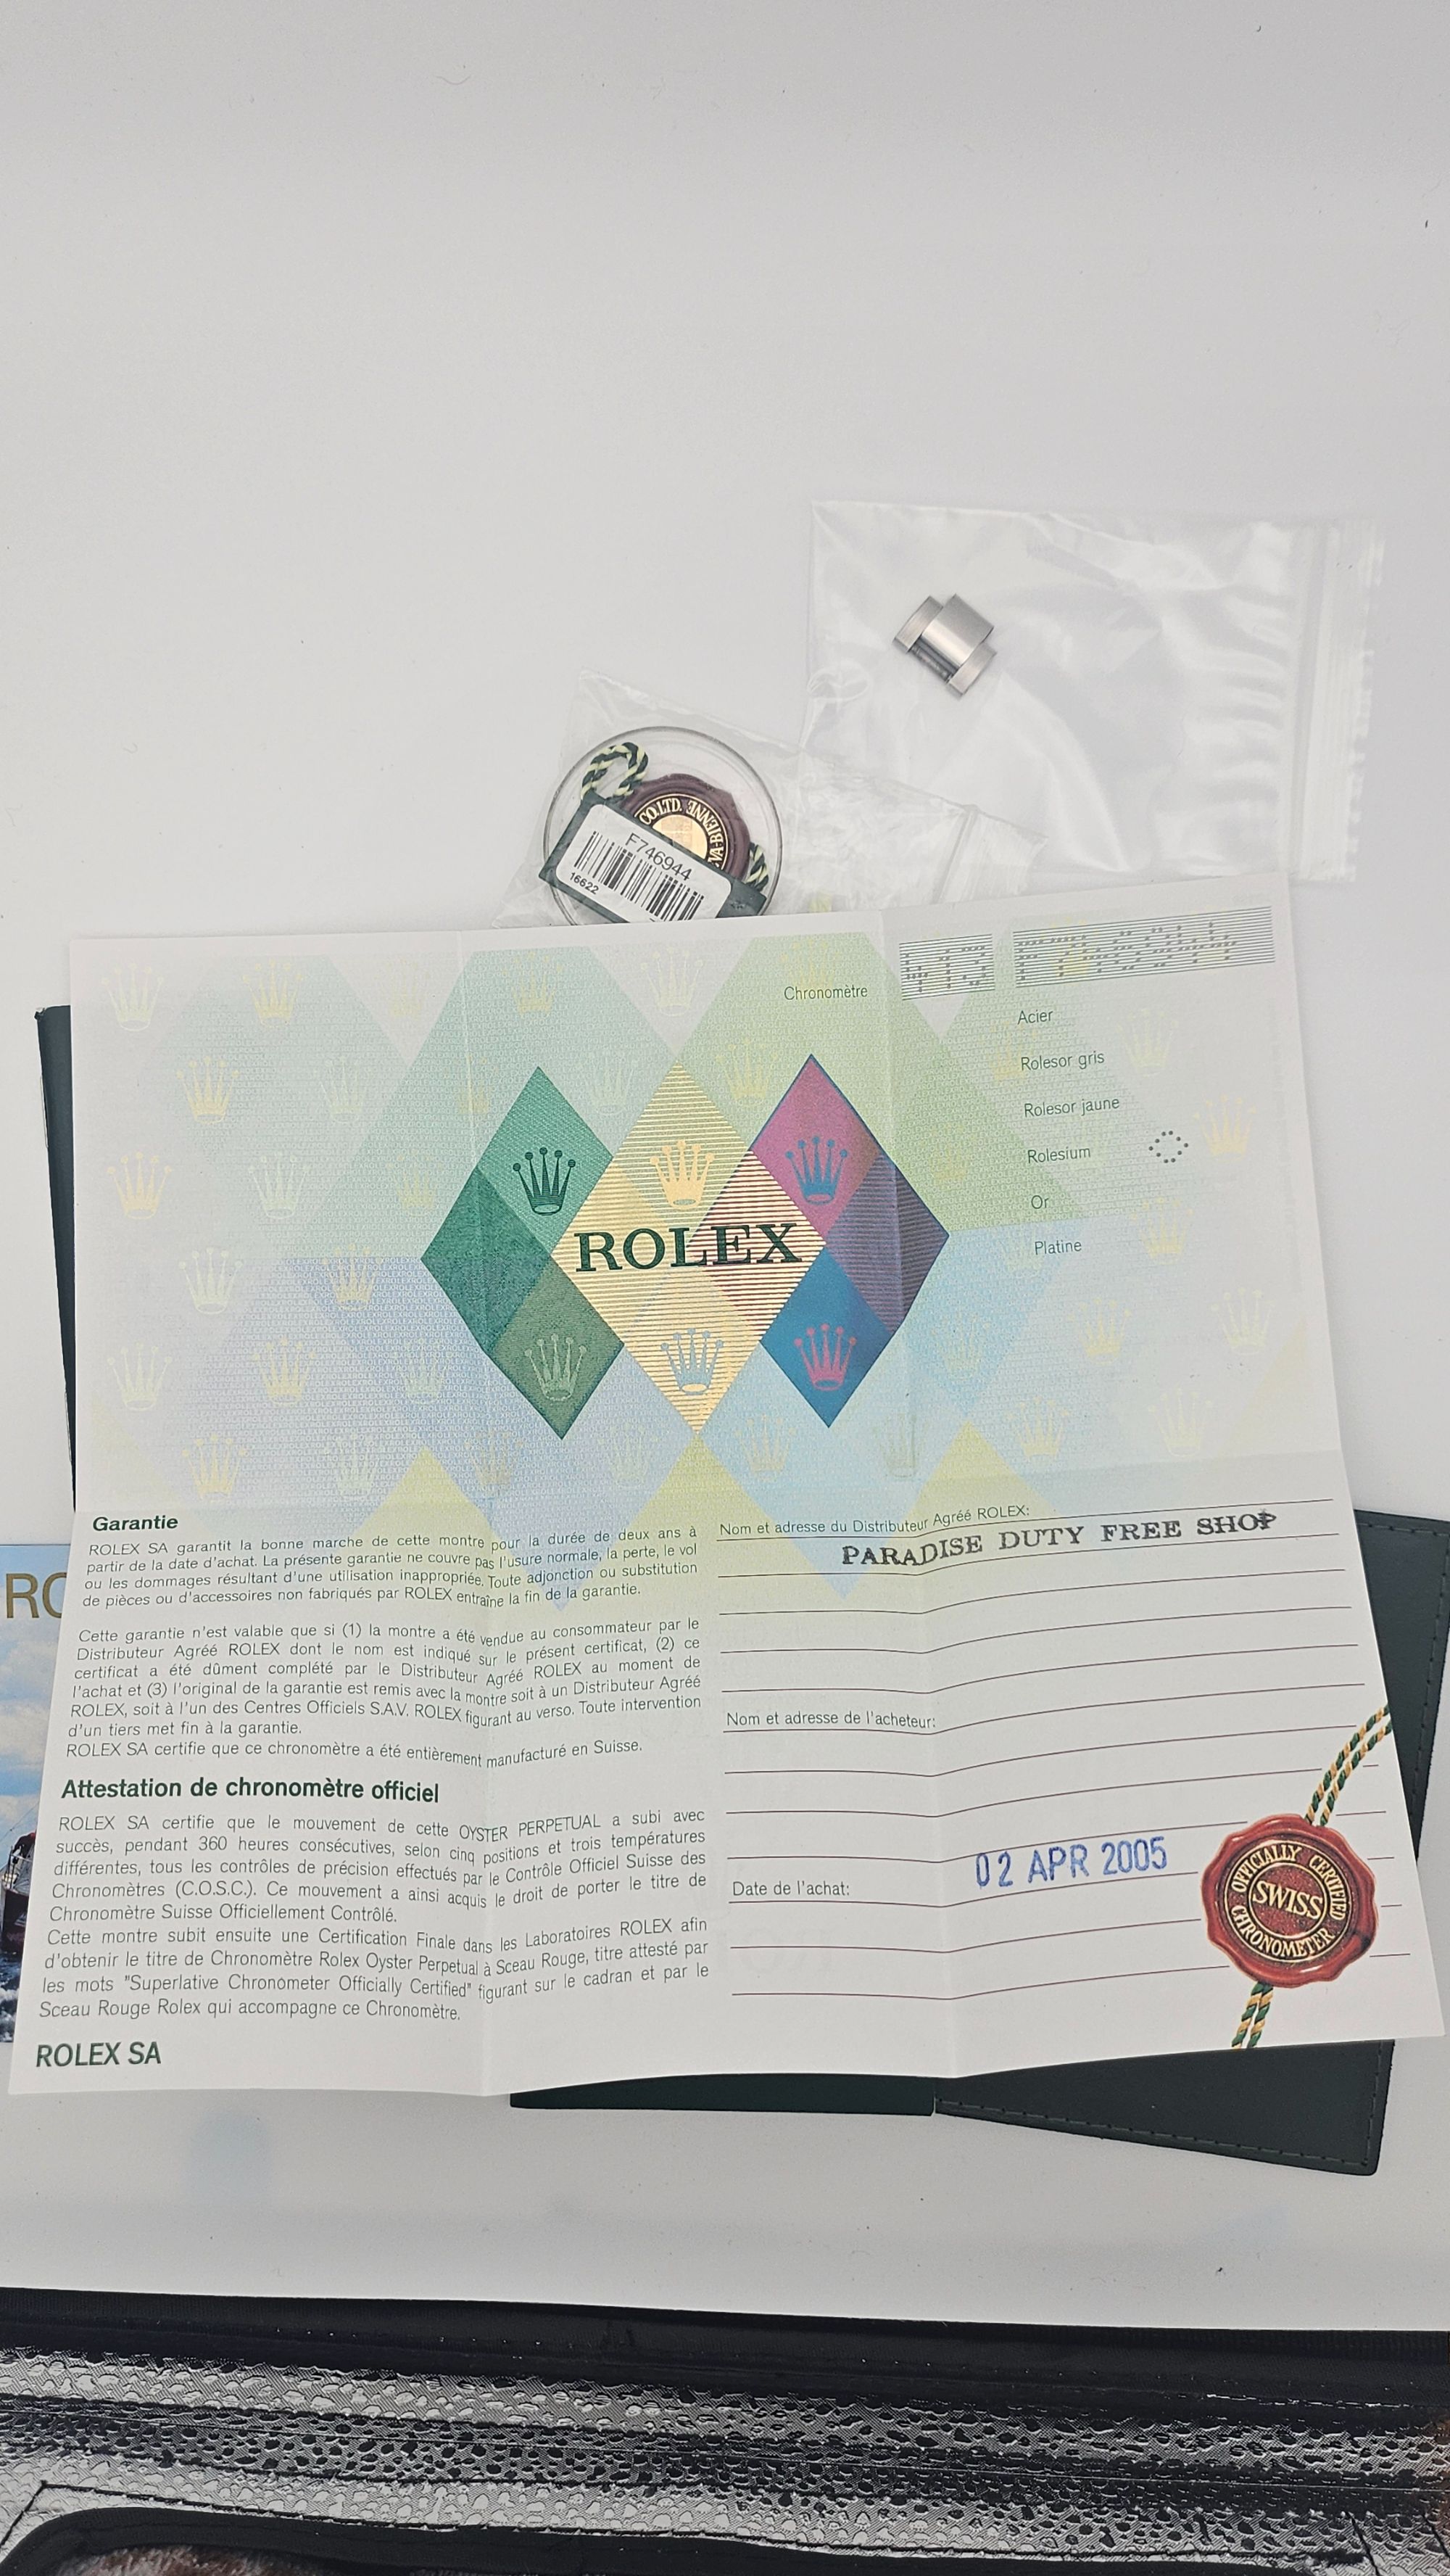 CO.LTD. VA-BIENNE
F746944
16622
Chronomètre
F746944
Acier
Rolesor gris
Rolesor jaune
Rolesium
Or
Platine
ROLEX
Garantie
ROLEX SA garantit la bonne marche de cette montre pour la durée de deux ans à
partir de la date d'achat. La présente garantie ne couvre pas l'usure normale, la perte, le vol
ou les dommages résultant d'une utilisation inappropriée. Toute adjonction ou substitution
de pièces ou d'accessoires non fabriqués par ROLEX entraîne la fin de la garantie.
Cette garantie n'est valable que si (1) la montre a été vendue au consommateur par le
Distributeur Agréé ROLEX dont le nom est indiqué sur le présent certificat, (2) ce
certificat a été dûment complété par le Distributeur Agréé ROLEX au moment de
l'achat et (3) l'original de la garantie est remis avec la montre soit à un Distributeur Agréé
ROLEX, soit à l'un des Centres Officiels S.A.V. ROLEX figurant au verso. Toute intervention
d'un tiers met fin à la garantie.
ROLEX SA certifie que ce chronomètre a été entièrement manufacturé en Suisse.
Attestation de chronomètre officiel
ROLEX SA certifie que le mouvement de cette OYSTER PERPETUAL a subi avec
succès, pendant 360 heures consécutives, selon cinq positions et trois températures
différentes, tous les contrôles de précision effectués par le Contrôle Officiel Suisse des
Chronomètres (C.O.S.C.). Ce mouvement a ainsi acquis le droit de porter le titre de
Chronomètre Suisse Officiellement Contrôlé.
Cette montre subit ensuite une Certification Finale dans les Laboratoires ROLEX afin
d'obtenir le titre de Chronomètre Rolex Oyster Perpetual à Sceau Rouge, titre attesté par
les mots "Superlative Chronometer Officially Certified" figurant sur le cadran et par le
Sceau Rouge Rolex qui accompagne ce Chronomètre.
ROLEX SA
Nom et adresse du Distributeur Agréé ROLEX:
PARADISE DUTY FREE SHOP
Nom et adresse de l'acheteur:
Date de l'achat:
02 APR 2005
OFFICIALLY CERTIFIED
SWISS
CHRONOMETER
RO